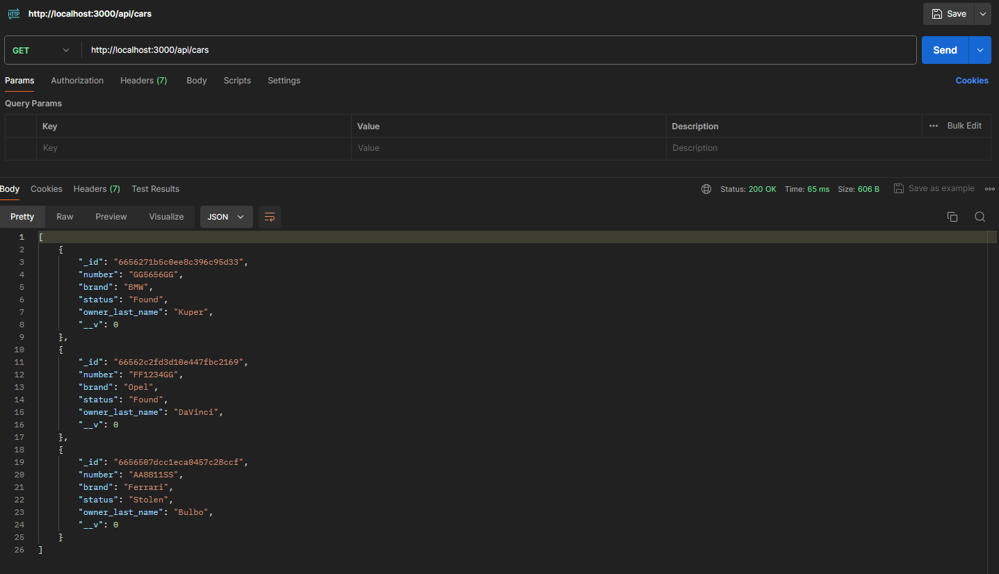 HTTP http://localhost:3000/api/cars Save
GET http://localhost:3000/api/cars Send
Params Authorization Headers (7) Body Scripts Settings Cookies
Query Params
Key Value Description ••• Bulk Edit
Key Value Description
Body Cookies Headers (7) Test Results Status: 200 OK Time: 65 ms Size: 606 B Save as example
Pretty Raw Preview Visualize JSON
1 [
2 {
3 "_id": "6656271b5c0ee8c396c95d33",
4 "number": "GG5656GG",
5 "brand": "BMW",
6 "status": "Found",
7 "owner_last_name": "Kuper",
8 "__v": 0
9 },
10 {
11 "_id": "66562c2fd3d10e447fbc2169",
12 "number": "FF1234GG",
13 "brand": "Opel",
14 "status": "Found",
15 "owner_last_name": "DaVinci",
16 "__v": 0
17 },
18 {
19 "_id": "6656507dcc1eca0457c28ccf",
20 "number": "AA8811SS",
21 "brand": "Ferrari",
22 "status": "Stolen",
23 "owner_last_name": "Bulbo",
24 "__v": 0
25 }
26 ]